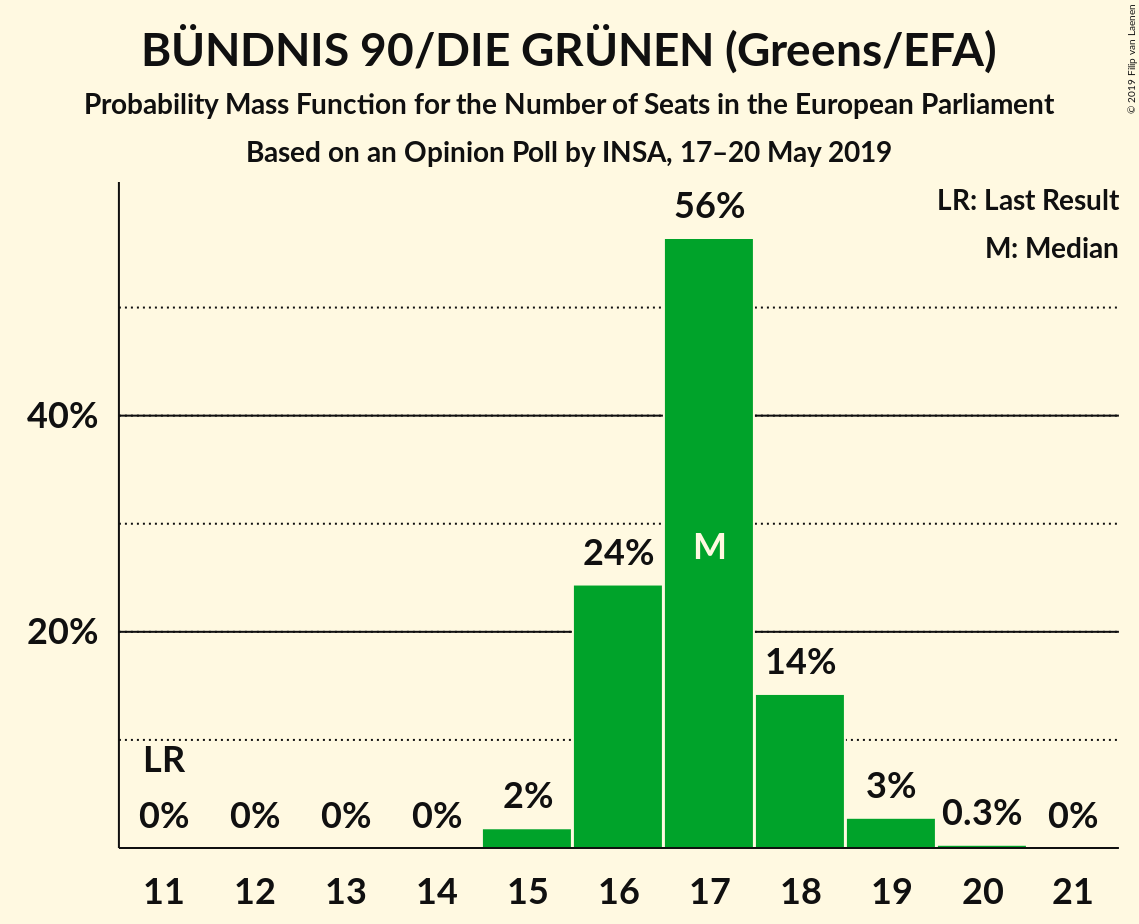 BÜNDNIS 90/DIE GRÜNEN (Greens/EFA)
Probability Mass Function for the Number of Seats in the European Parliament
Based on an Opinion Poll by INSA, 17–20 May 2019
© 2019 Filip van Laenen
LR: Last Result
M: Median
56%
40%
24%
M
20%
14%
LR
0%
0%
0%
0%
2%
3%
0.3%
0%
11 12 13 14 15 16 17 18 19 20 21